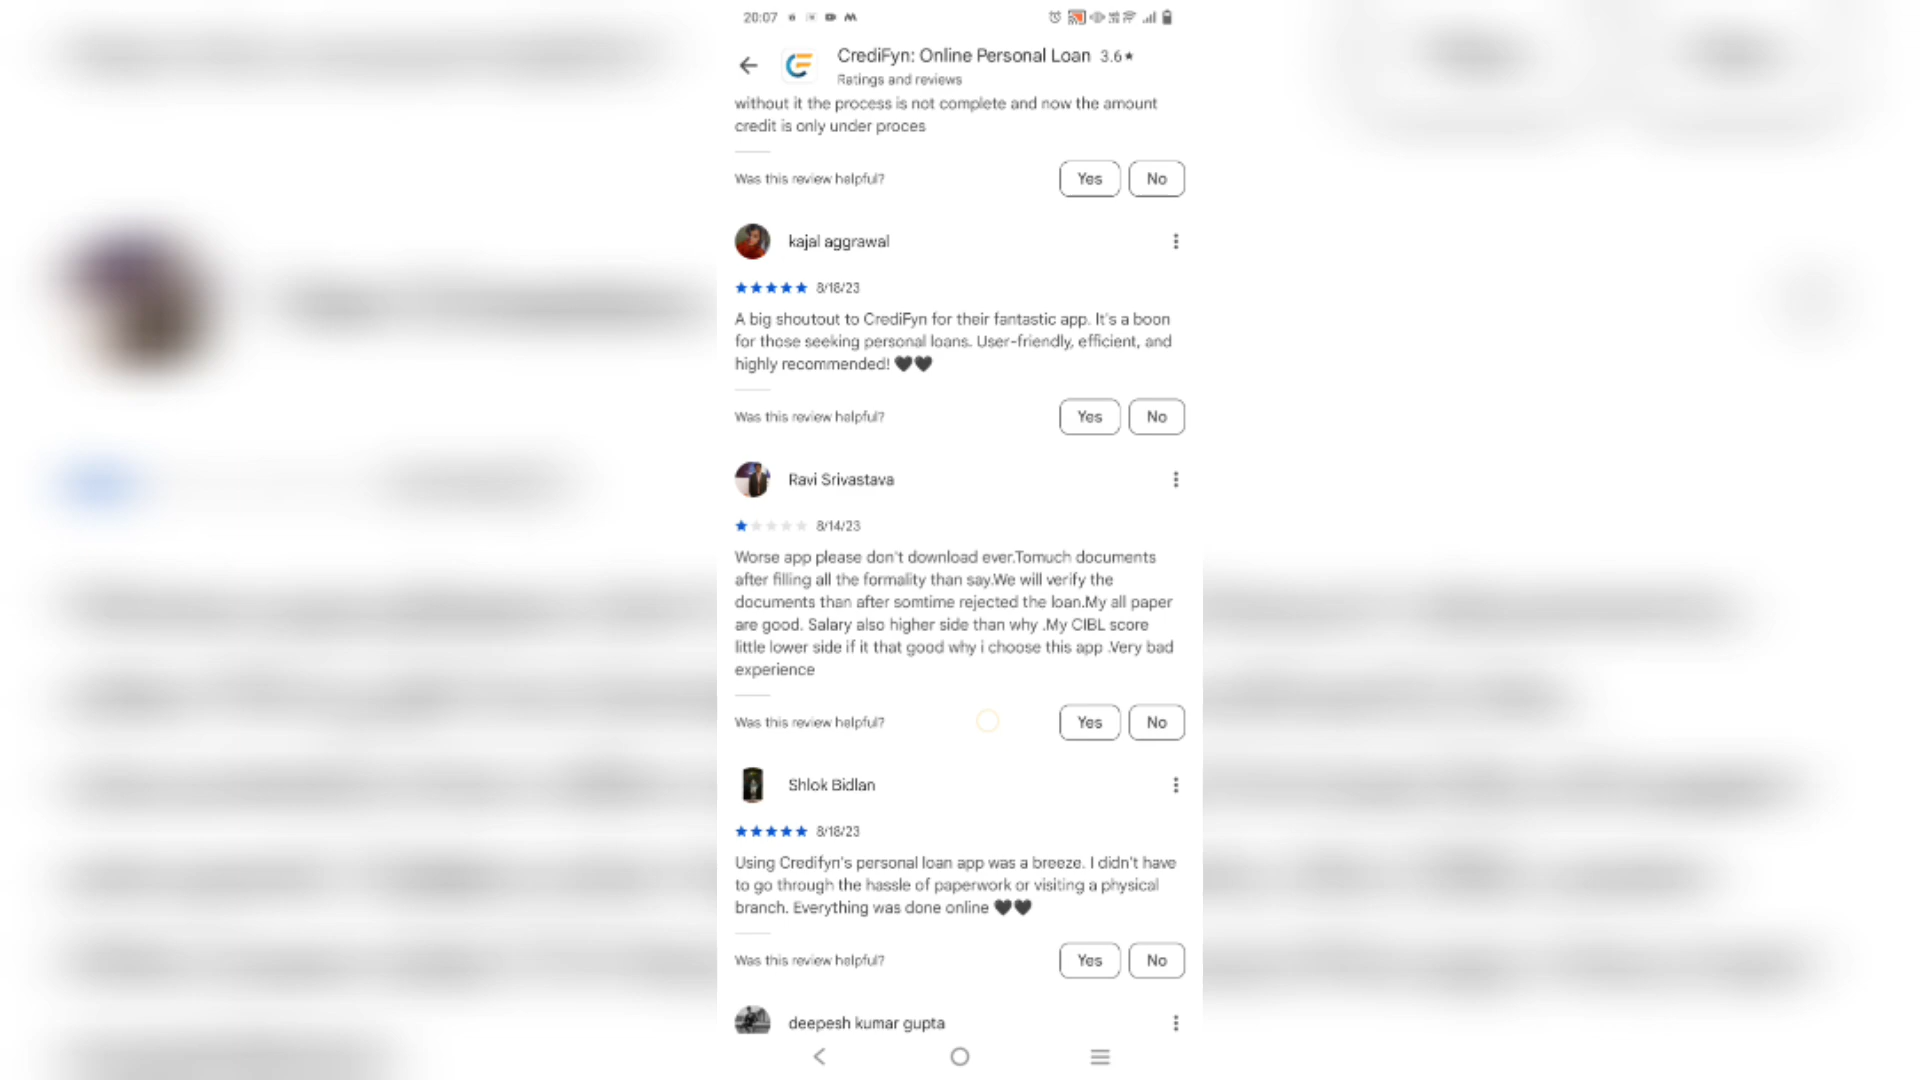 20:07
CrediFyn: Online Personal Loan 3.6★
Ratings and reviews
without it the process is not complete and now the amount
credit is only under proces
Was this review helpful? Yes No
kajal aggrawal
8/18/23
A big shoutout to CrediFyn for their fantastic app. It's a boon
for those seeking personal loans. User-friendly, efficient, and
highly recommended! 🖤🖤
Was this review helpful? Yes No
Ravi Srivastava
8/14/23
Worse app please don't download ever.Tomuch documents
after filling all the formality than say.We will verify the
documents than after somtime rejected the loan.My all paper
are good. Salary also higher side than why .My CIBL score
little lower side if it that good why i choose this app .Very bad
experience
Was this review helpful? Yes No
Shlok Bidlan
8/18/23
Using Credifyn's personal loan app was a breeze. I didn't have
to go through the hassle of paperwork or visiting a physical
branch. Everything was done online 🖤🖤
Was this review helpful? Yes No
deepesh kumar gupta